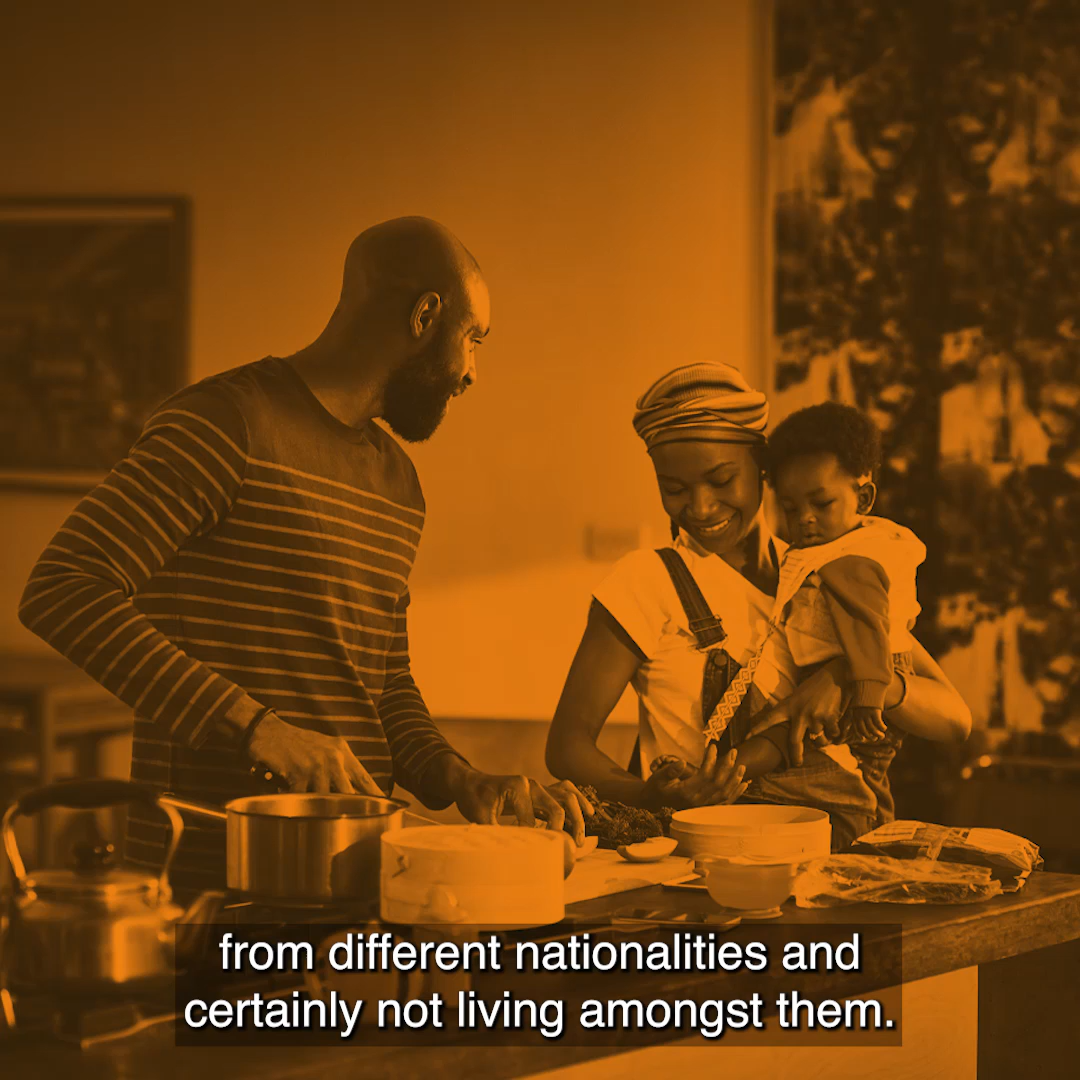 from different nationalities and
certainly not living amongst them.